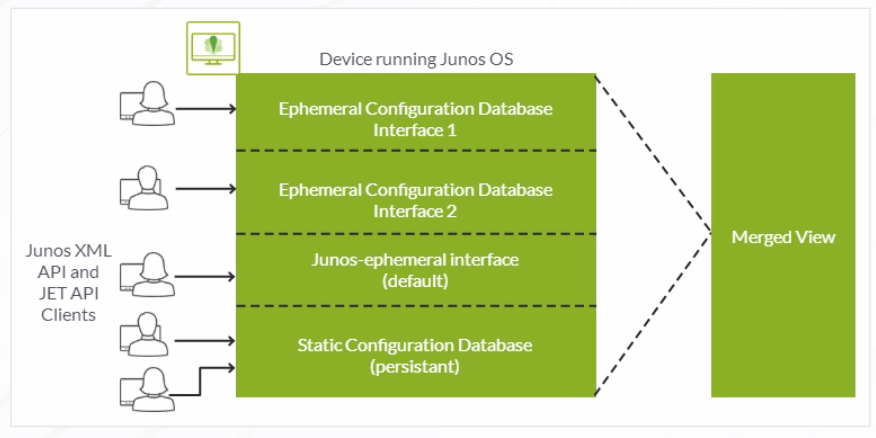 Device running Junos OS
Ephemeral Configuration Database
Interface 1
Ephemeral Configuration Database
Interface 2
Junos-ephemeral interface
(default)
Static Configuration Database
(persistant)
Junos XML
API and
JET API
Clients
Merged View